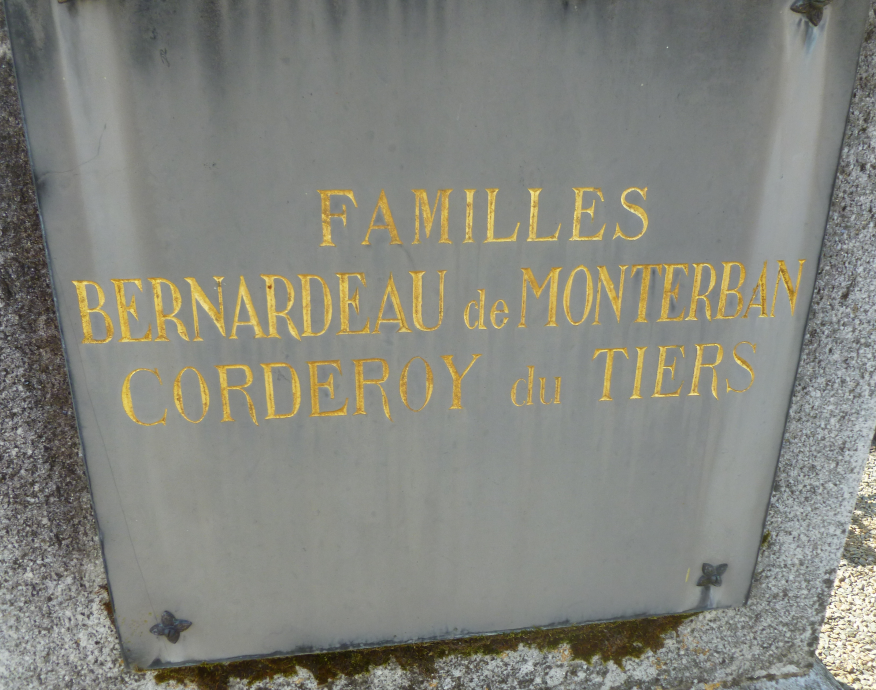 FAMILLES
BERNARDEAU de MONTERBAN
CORDEROY du TIERS